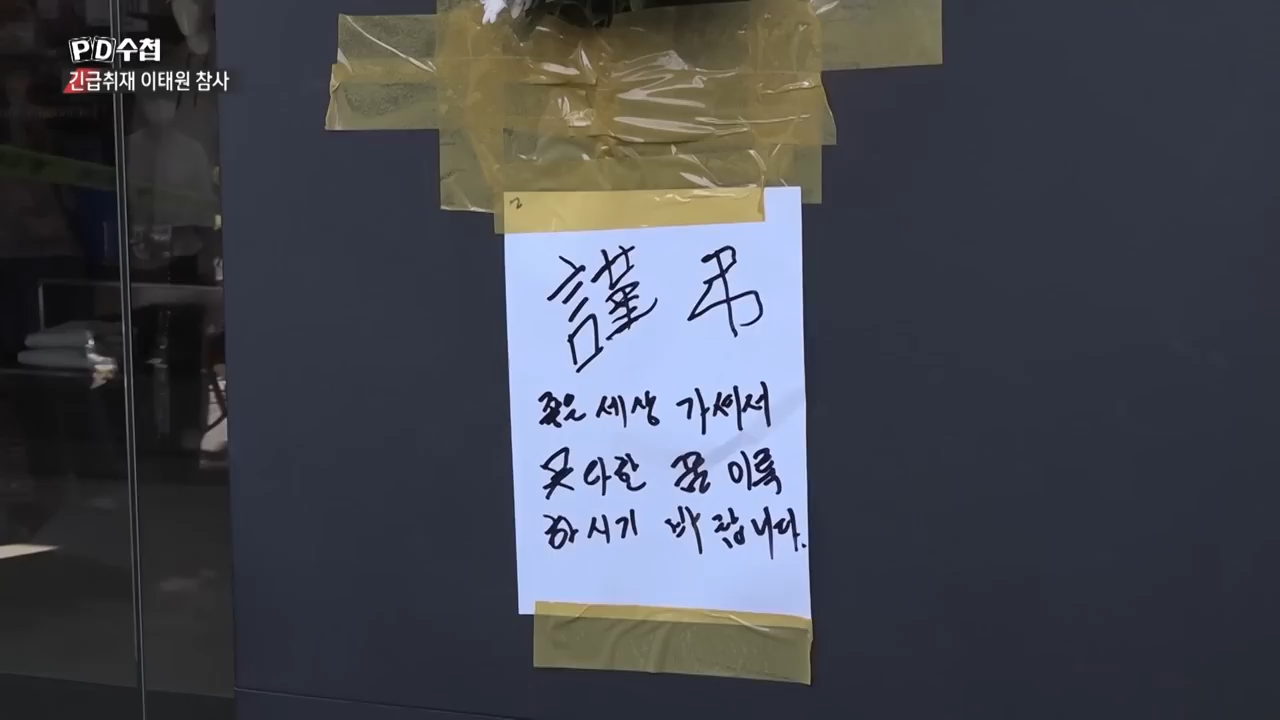 PD수첩
긴급취재 이태원 참사
謹弔
좋은 세상 가셔서
못 다한 꿈 이룩
하시기 바랍니다.